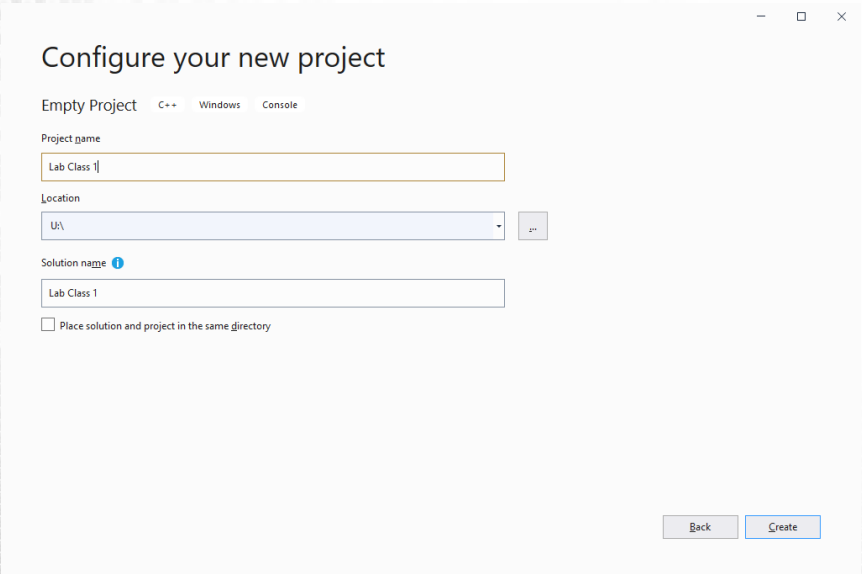 Configure your new project
Empty Project C++ Windows Console
Project name
Lab Class 1
Location
U:\
...
Solution name i
Lab Class 1
Place solution and project in the same directory
Back Create